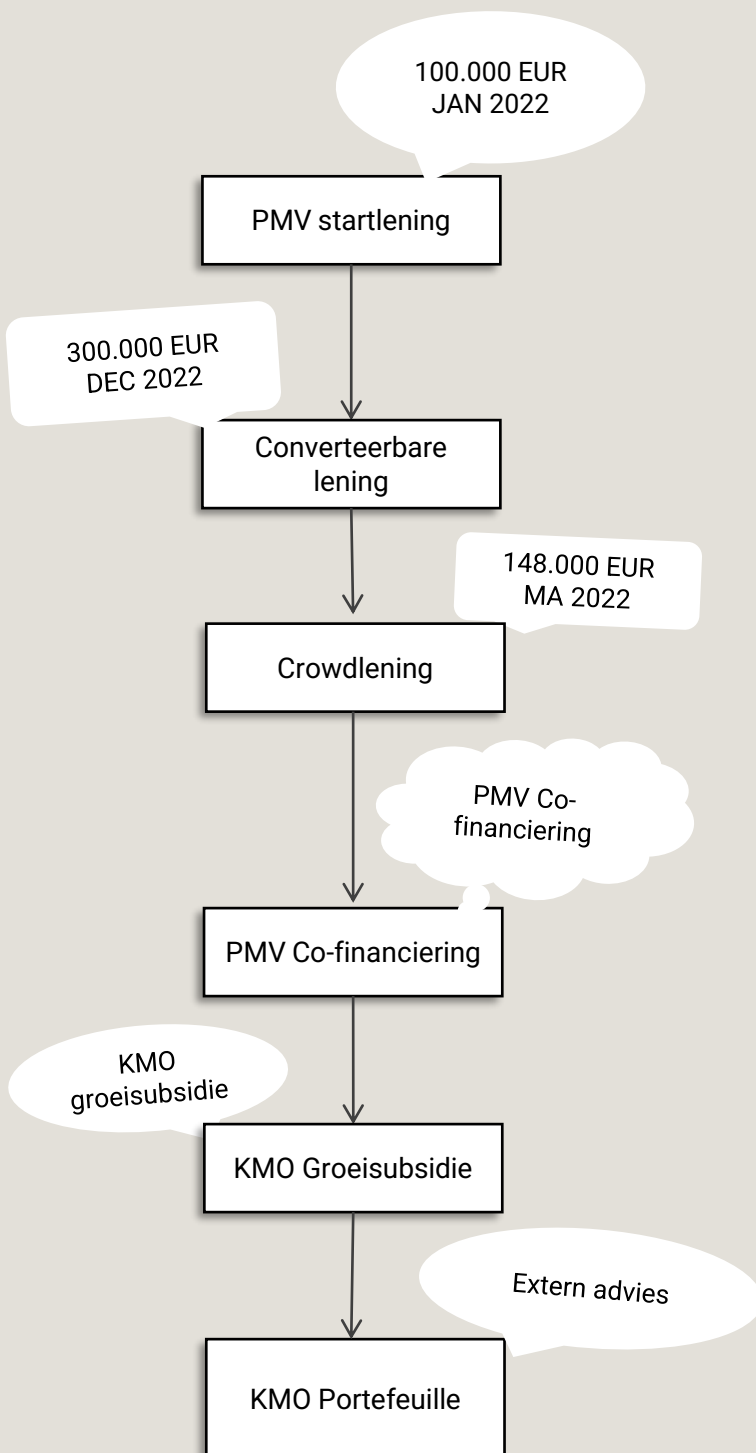 100.000 EUR
JAN 2022
PMV startlening
300.000 EUR
DEC 2022
Converteerbare
lening
148.000 EUR
MA 2022
Crowdlening
PMV Co-
financiering
PMV Co-financiering
KMO
groeisubsidie
KMO Groeisubsidie
Extern advies
KMO Portefeuille